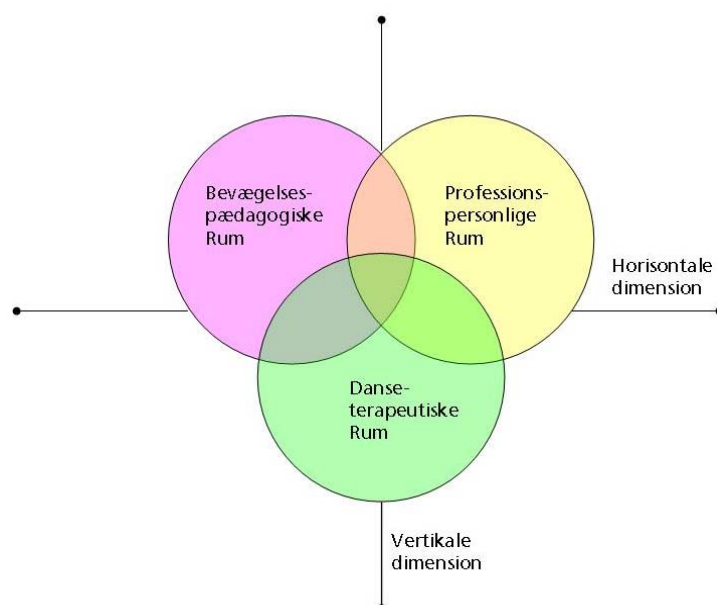 Bevægelses-
pædagogiske
Rum
Professions-
personlige
Rum
Horisontale
dimension
Danse-
terapeutiske
Rum
Vertikale
dimension